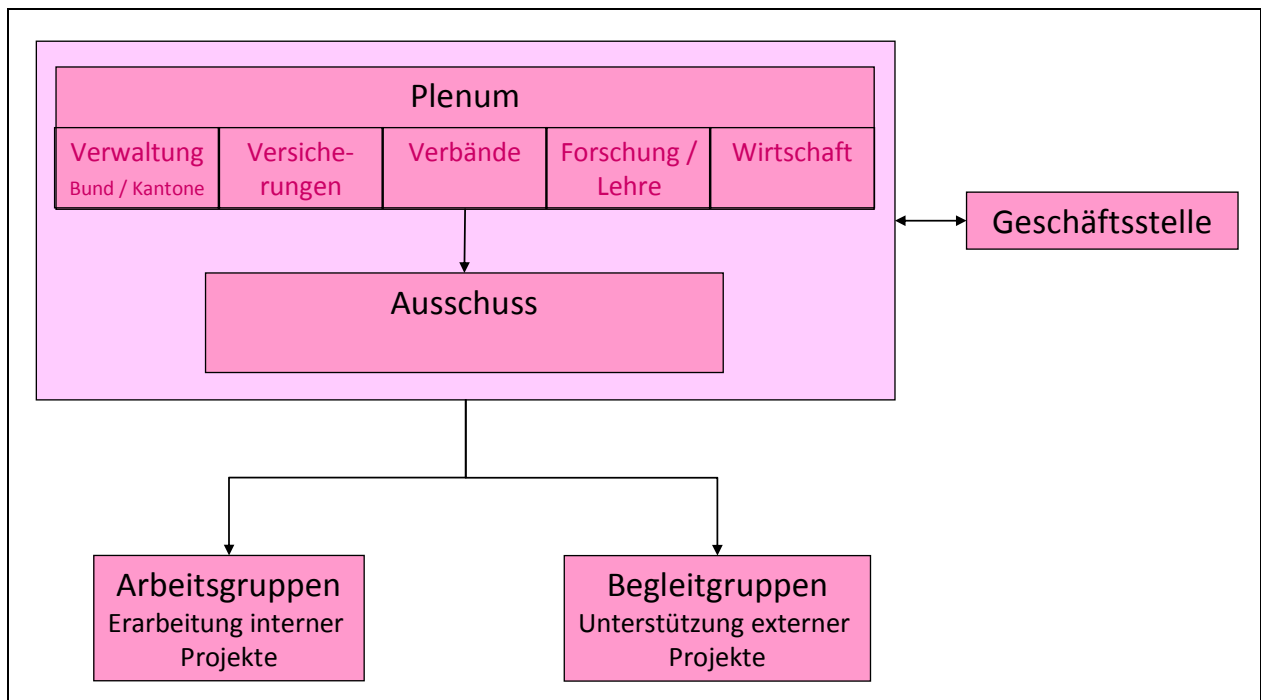 Plenum
Verwaltung
Bund / Kantone
Versiche-
rungen
Verbände
Forschung /
Lehre
Wirtschaft
Geschäftsstelle
Ausschuss
Arbeitsgruppen
Erarbeitung interner
Projekte
Begleitgruppen
Unterstützung externer
Projekte